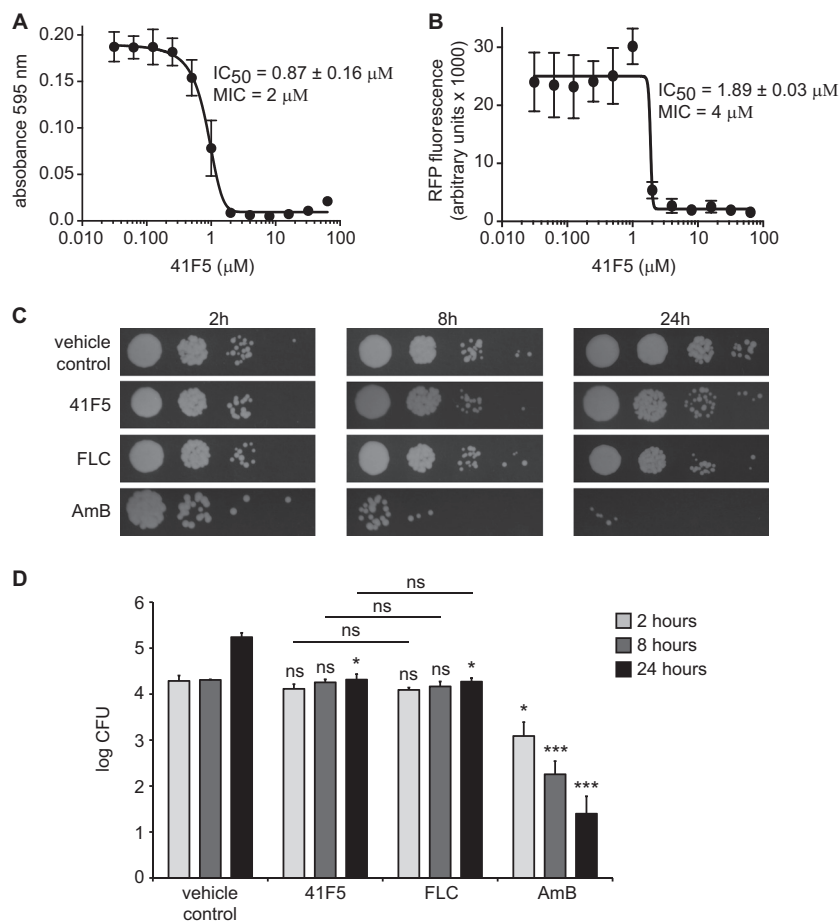 A
absobance 595 nm
0.20
0.15
0.10
0.05
0.0
IC50 = 0.87 ± 0.16 μM
MIC = 2 μM
0.010
0.100
1
10
100
41F5 (μM)
B
RFP fluorescence
(arbitrary units x 1000)
30
20
10
0
IC50 = 1.89 ± 0.03 μM
MIC = 4 μM
0.010
0.100
1
10
100
41F5 (μM)
C
2h
8h
24h
vehicle
control
41F5
FLC
AmB
D
log CFU
6
5
4
3
2
1
0
ns
ns
ns
ns
ns
*
ns
ns
*
*
***
***
2 hours
8 hours
24 hours
vehicle
control
41F5
FLC
AmB